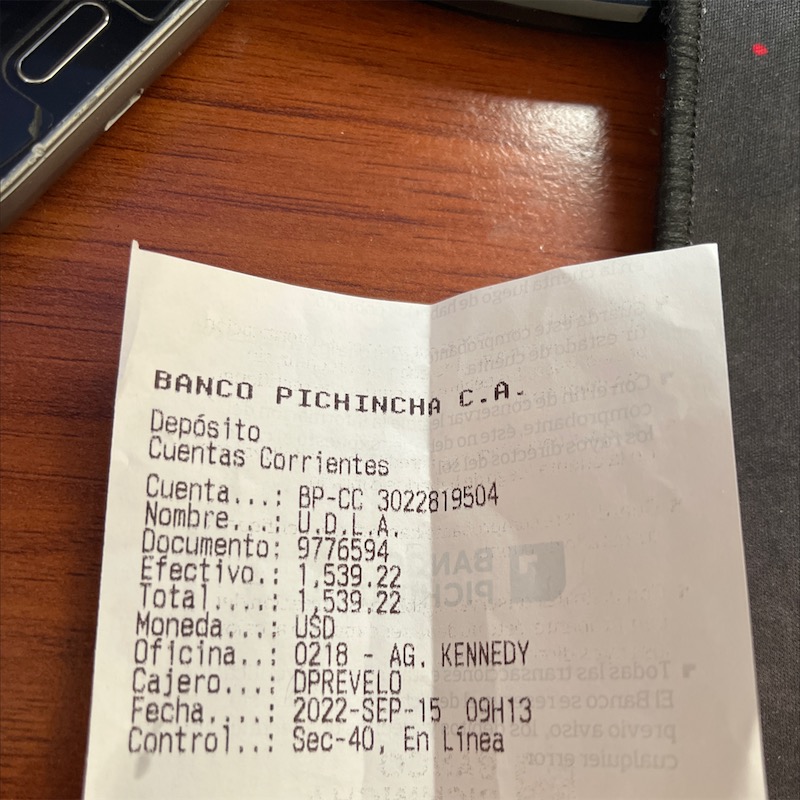 BANCO PICHINCHA C.A.
Depósito
Cuentas Corrientes
Cuenta...: BP-CC 3022819504
Nombre...: U.D.L.A.
Documento: 9776594
Efectivo.: 1,539.22
Total....: 1,539.22
Moneda...: USD
Oficina..: 0218 - AG. KENNEDY
Cajero...: DPREVELO
Fecha....: 2022-SEP-15 09H13
Control..: Sec-40, En Línea